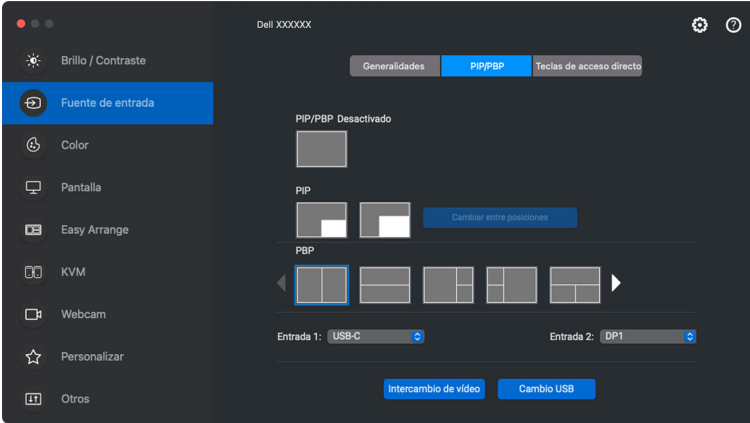 Dell XXXXXX
Brillo / Contraste
Fuente de entrada
Color
Pantalla
Easy Arrange
KVM
Webcam
Personalizar
Otros
Generalidades PIP/PBP Teclas de acceso directo
PIP/PBP Desactivado
PIP
Cambiar entre posiciones
PBP
Entrada 1: USB-C Entrada 2: DP1
Intercambio de vídeo Cambio USB